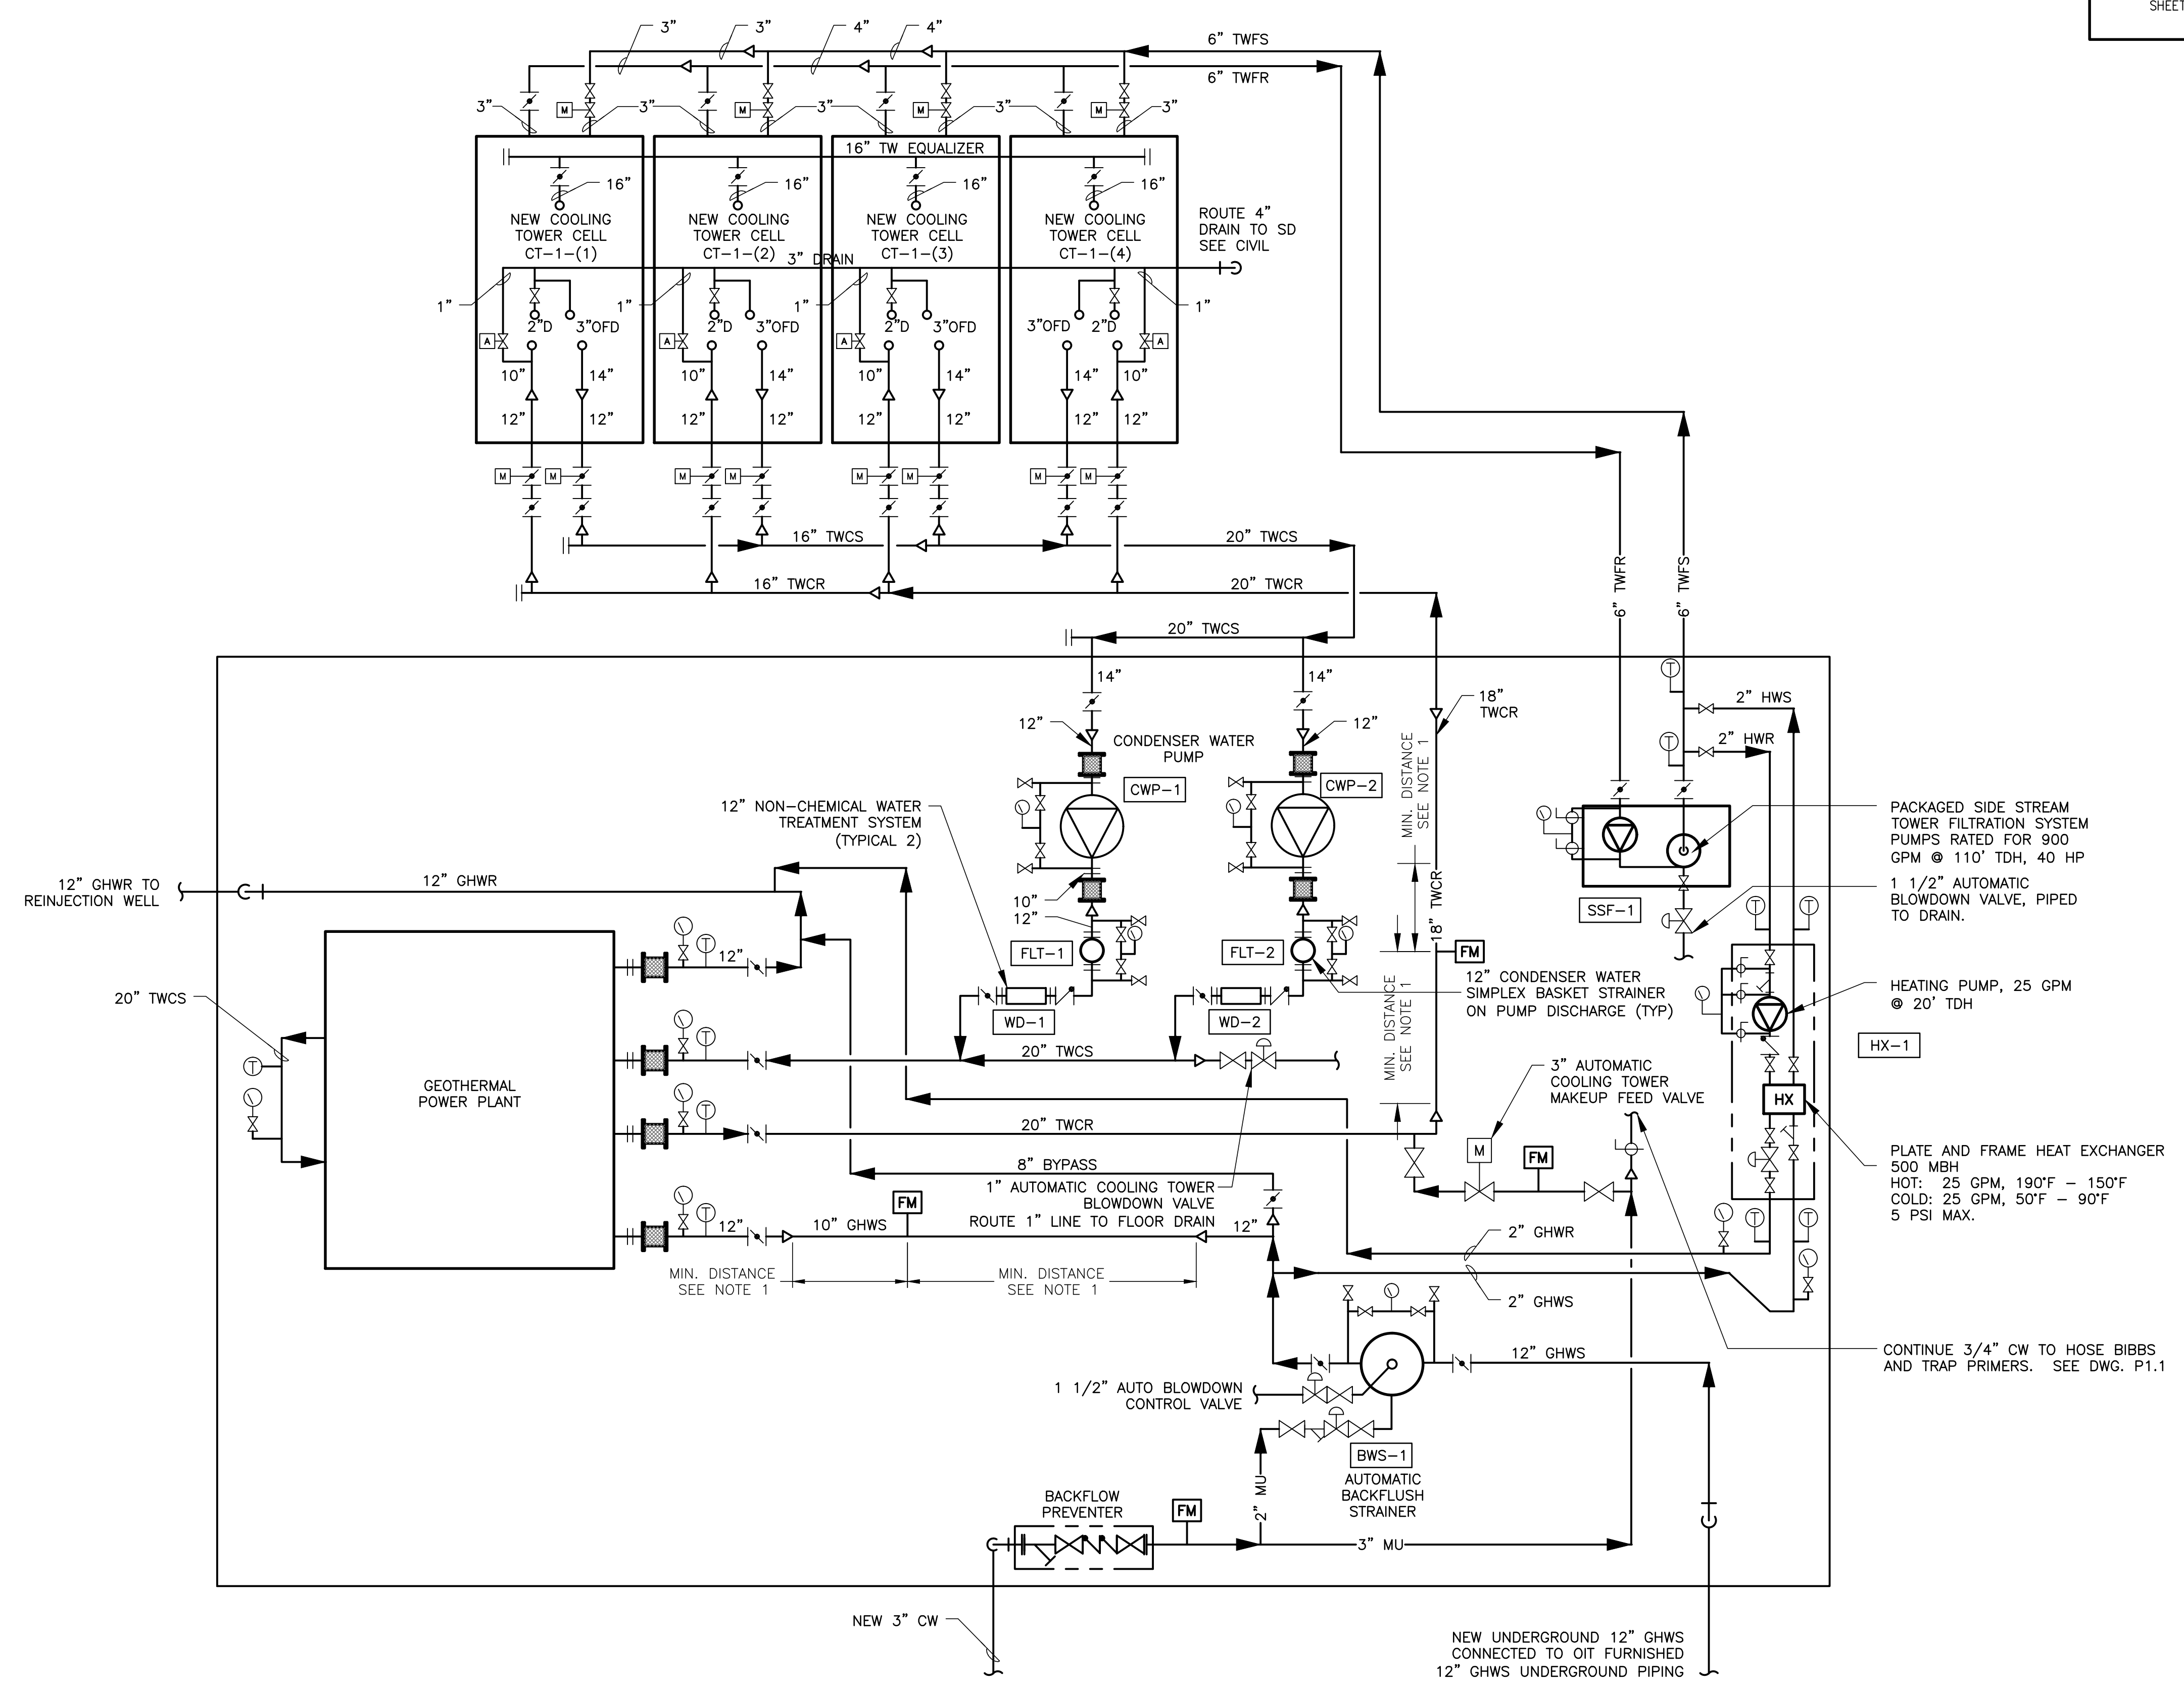 SHEET
3”
3”
4”
4”
6” TWFS
6” TWFR
3”
M
3”
M
3”
M
3”
M
3”
16” TW EQUALIZER
16”
16”
16”
16”
NEW COOLING
TOWER CELL
CT-1-(1)
NEW COOLING
TOWER CELL
CT-1-(2)
NEW COOLING
TOWER CELL
CT-1-(3)
NEW COOLING
TOWER CELL
CT-1-(4)
ROUTE 4”
DRAIN TO SD
SEE CIVIL
3” DRAIN
1”
1”
1”
1”
2”D
3”OFD
2”D
3”OFD
2”D
3”OFD
3”OFD
2”D
A
A
A
A
10”
14”
10”
14”
10”
14”
14”
10”
12”
12”
12”
12”
12”
12”
12”
12”
M
M
M
M
M
M
M
M
16” TWCS
20” TWCS
16” TWCR
20” TWCR
6” TWFR
6” TWFS
20” TWCS
14”
14”
18”
TWCR
T
2” HWS
12”
12”
CONDENSER WATER
PUMP
T
2” HWR
MIN. DISTANCE
SEE NOTE 1
CWP-1
CWP-2
12” NON-CHEMICAL WATER
TREATMENT SYSTEM
(TYPICAL 2)
PACKAGED SIDE STREAM
TOWER FILTRATION SYSTEM
PUMPS RATED FOR 900
GPM @ 110’ TDH, 40 HP
12” GHWR TO
REINJECTION WELL
12” GHWR
10”
12”
18” TWCR
SSF-1
1 1/2” AUTOMATIC
BLOWDOWN VALVE, PIPED
TO DRAIN.
T
T
FLT-1
FLT-2
FM
T
12”
20” TWCS
12” CONDENSER WATER
SIMPLEX BASKET STRAINER
ON PUMP DISCHARGE (TYP)
MIN. DISTANCE
SEE NOTE 1
HEATING PUMP, 25 GPM
@ 20’ TDH
WD-1
WD-2
HX-1
T
20” TWCS
T
3” AUTOMATIC
COOLING TOWER
MAKEUP FEED VALVE
GEOTHERMAL
POWER PLANT
HX
T
20” TWCR
M
FM
8” BYPASS
PLATE AND FRAME HEAT EXCHANGER
500 MBH
HOT: 25 GPM, 190°F - 150°F
COLD: 25 GPM, 50°F - 90°F
5 PSI MAX.
1” AUTOMATIC COOLING TOWER
BLOWDOWN VALVE
ROUTE 1” LINE TO FLOOR DRAIN
T
12”
10” GHWS
FM
12”
2” GHWR
T
T
MIN. DISTANCE
SEE NOTE 1
MIN. DISTANCE
SEE NOTE 1
2” GHWS
12” GHWS
CONTINUE 3/4” CW TO HOSE BIBBS
AND TRAP PRIMERS. SEE DWG. P1.1
1 1/2” AUTO BLOWDOWN
CONTROL VALVE
BWS-1
AUTOMATIC
BACKFLUSH
STRAINER
2” MU
BACKFLOW
PREVENTER
FM
3” MU
NEW 3” CW
NEW UNDERGROUND 12” GHWS
CONNECTED TO OIT FURNISHED
12” GHWS UNDERGROUND PIPING